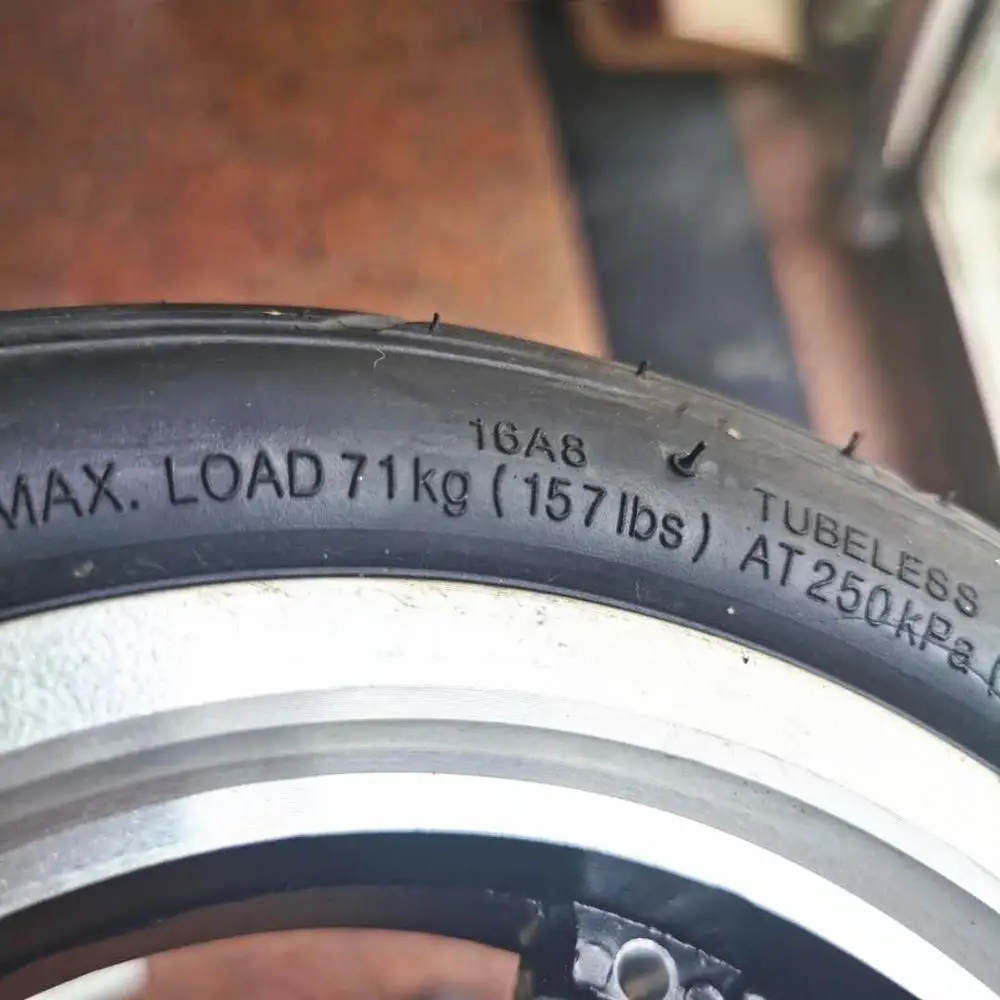 16A8 TUBELESS
MAX. LOAD 71kg (157lbs) AT 250kPa (